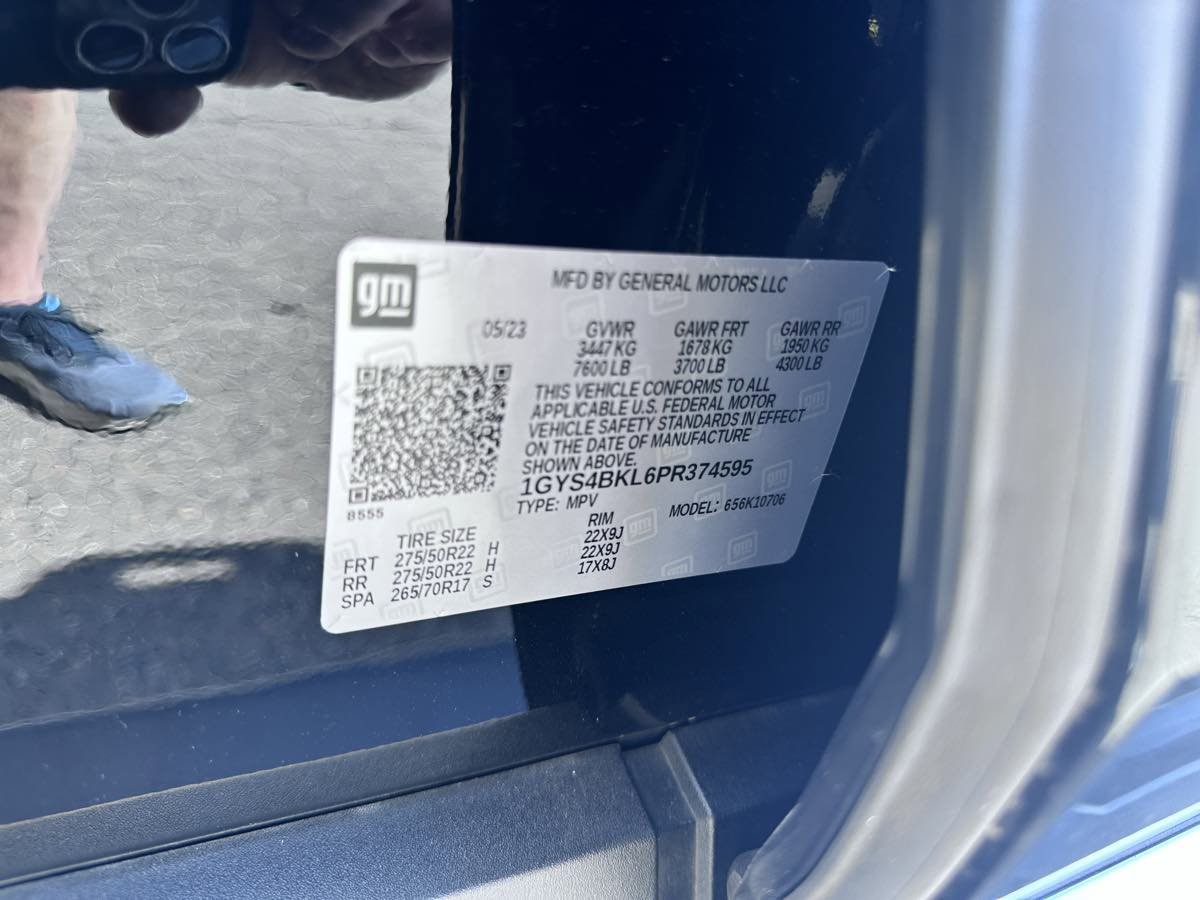 gm
MFD BY GENERAL MOTORS LLC
05/23 GVWR GAWR FRT GAWR RR
3447 KG 1678 KG 1950 KG
7600 LB 3700 LB 4300 LB
THIS VEHICLE CONFORMS TO ALL
APPLICABLE U.S. FEDERAL MOTOR
VEHICLE SAFETY STANDARDS IN EFFECT
ON THE DATE OF MANUFACTURE
SHOWN ABOVE.
1GYS4BKL6PR374595
TYPE: MPV MODEL: 656K10706
8555
TIRE SIZE RIM
FRT 275/50R22 H 22X9J
RR 275/50R22 H 22X9J
SPA 265/70R17 S 17X8J